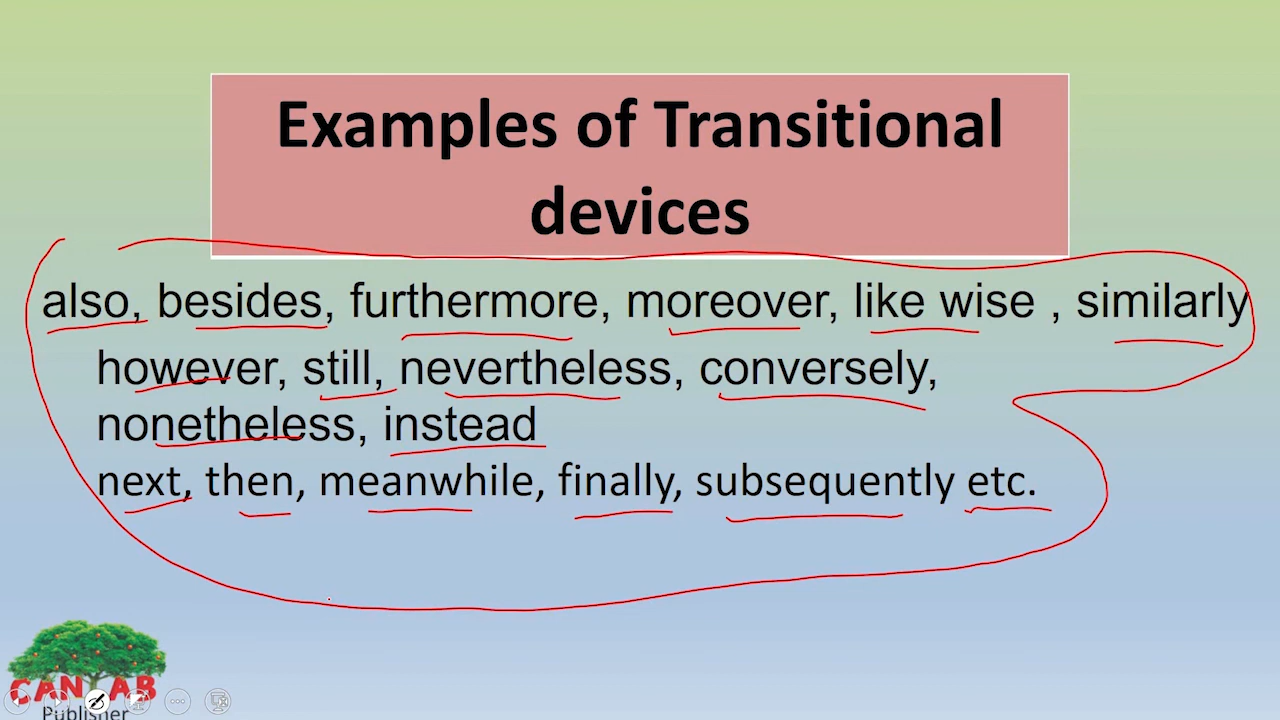 Examples of Transitional
devices
also, besides, furthermore, moreover, like wise , similarly
however, still, nevertheless, conversely,
nonetheless, instead
next, then, meanwhile, finally, subsequently etc.
CANTAB
Publisher